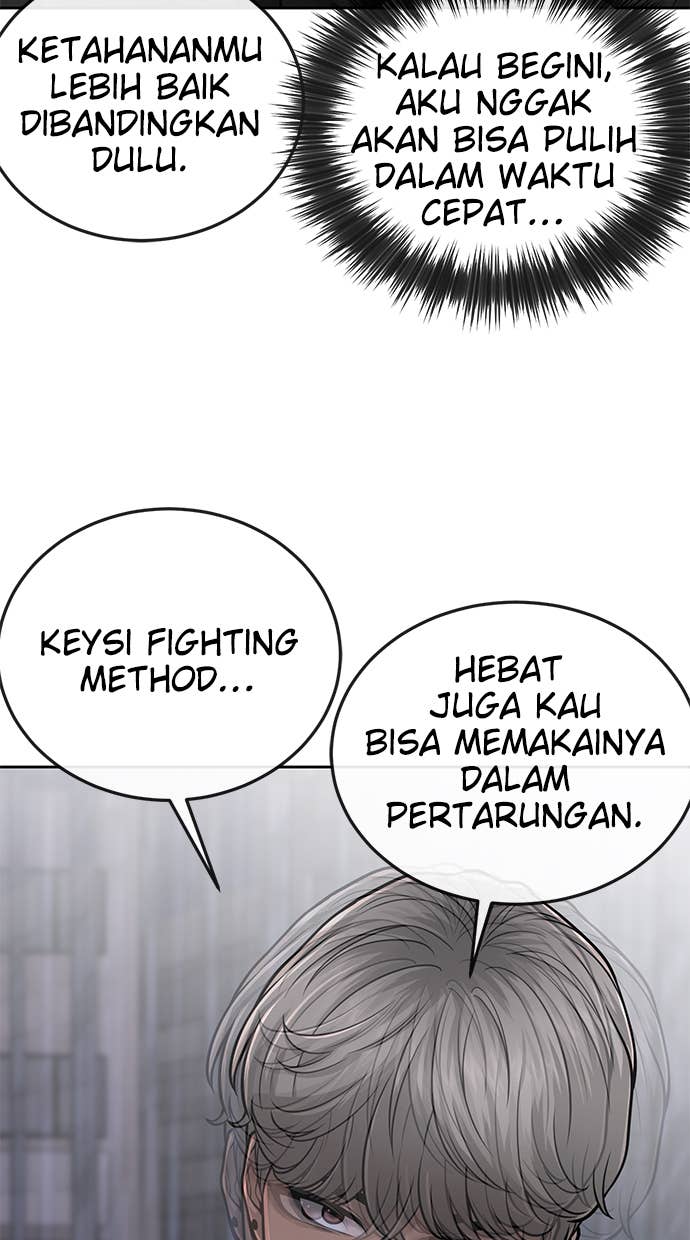 KETAHANANMU
LEBIH BAIK
DIBANDINGKAN
DULU.
KALAU BEGINI,
AKU NGGAK
AKAN BISA PULIH
DALAM WAKTU
CEPAT...
KEYSI FIGHTING
METHOD...
HEBAT
JUGA KAU
BISA MEMAKAINYA
DALAM
PERTARUNGAN.